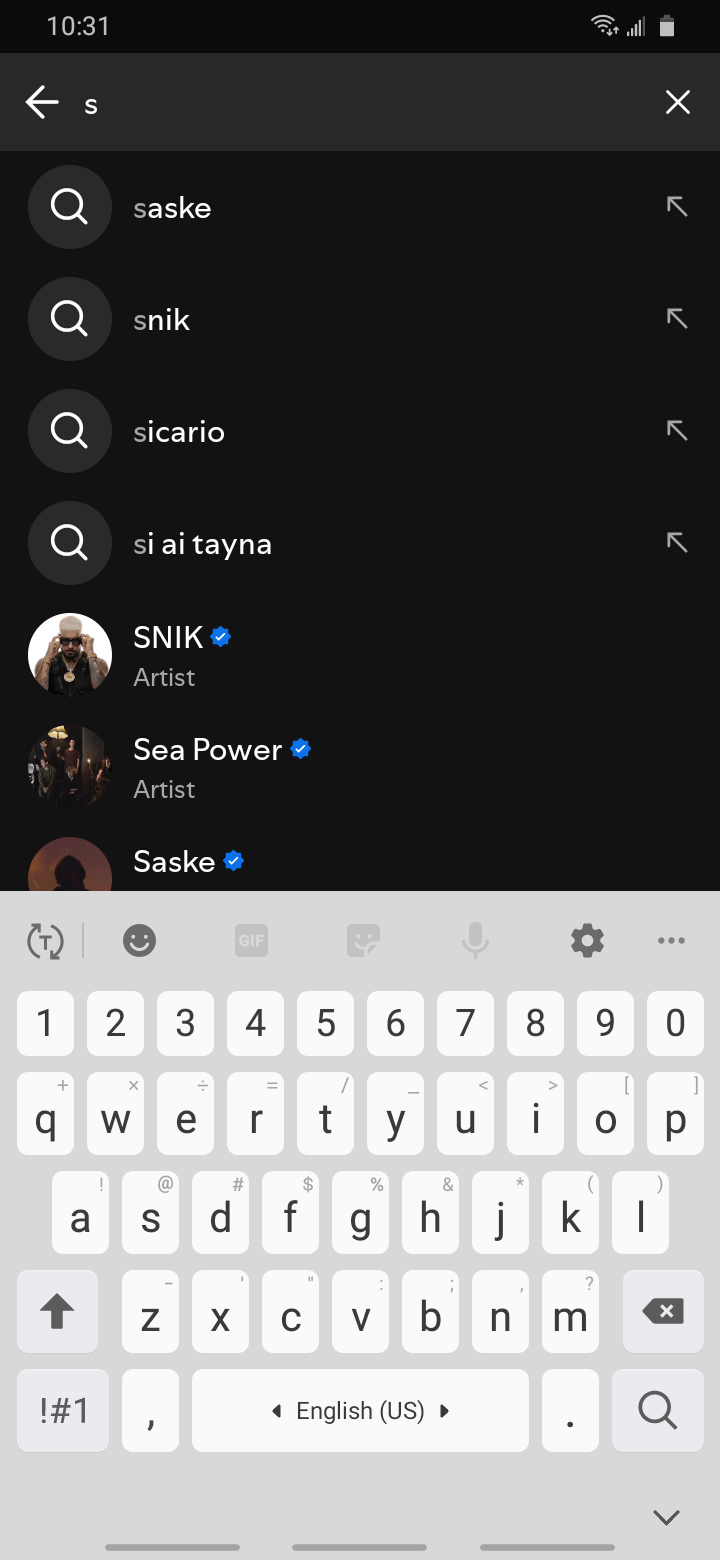 10:31
s
saske
snik
sicario
si ai tayna
SNIK
Artist
Sea Power
Artist
Saske
T GIF
1 2 3 4 5 6 7 8 9 0
+ × ÷ = / _ < > [ ]
q w e r t y u i o p
! @ # $ % & * ( )
a s d f g h j k l
- ' " : ; , ?
z x c v b n m
!#1 , English (US) .